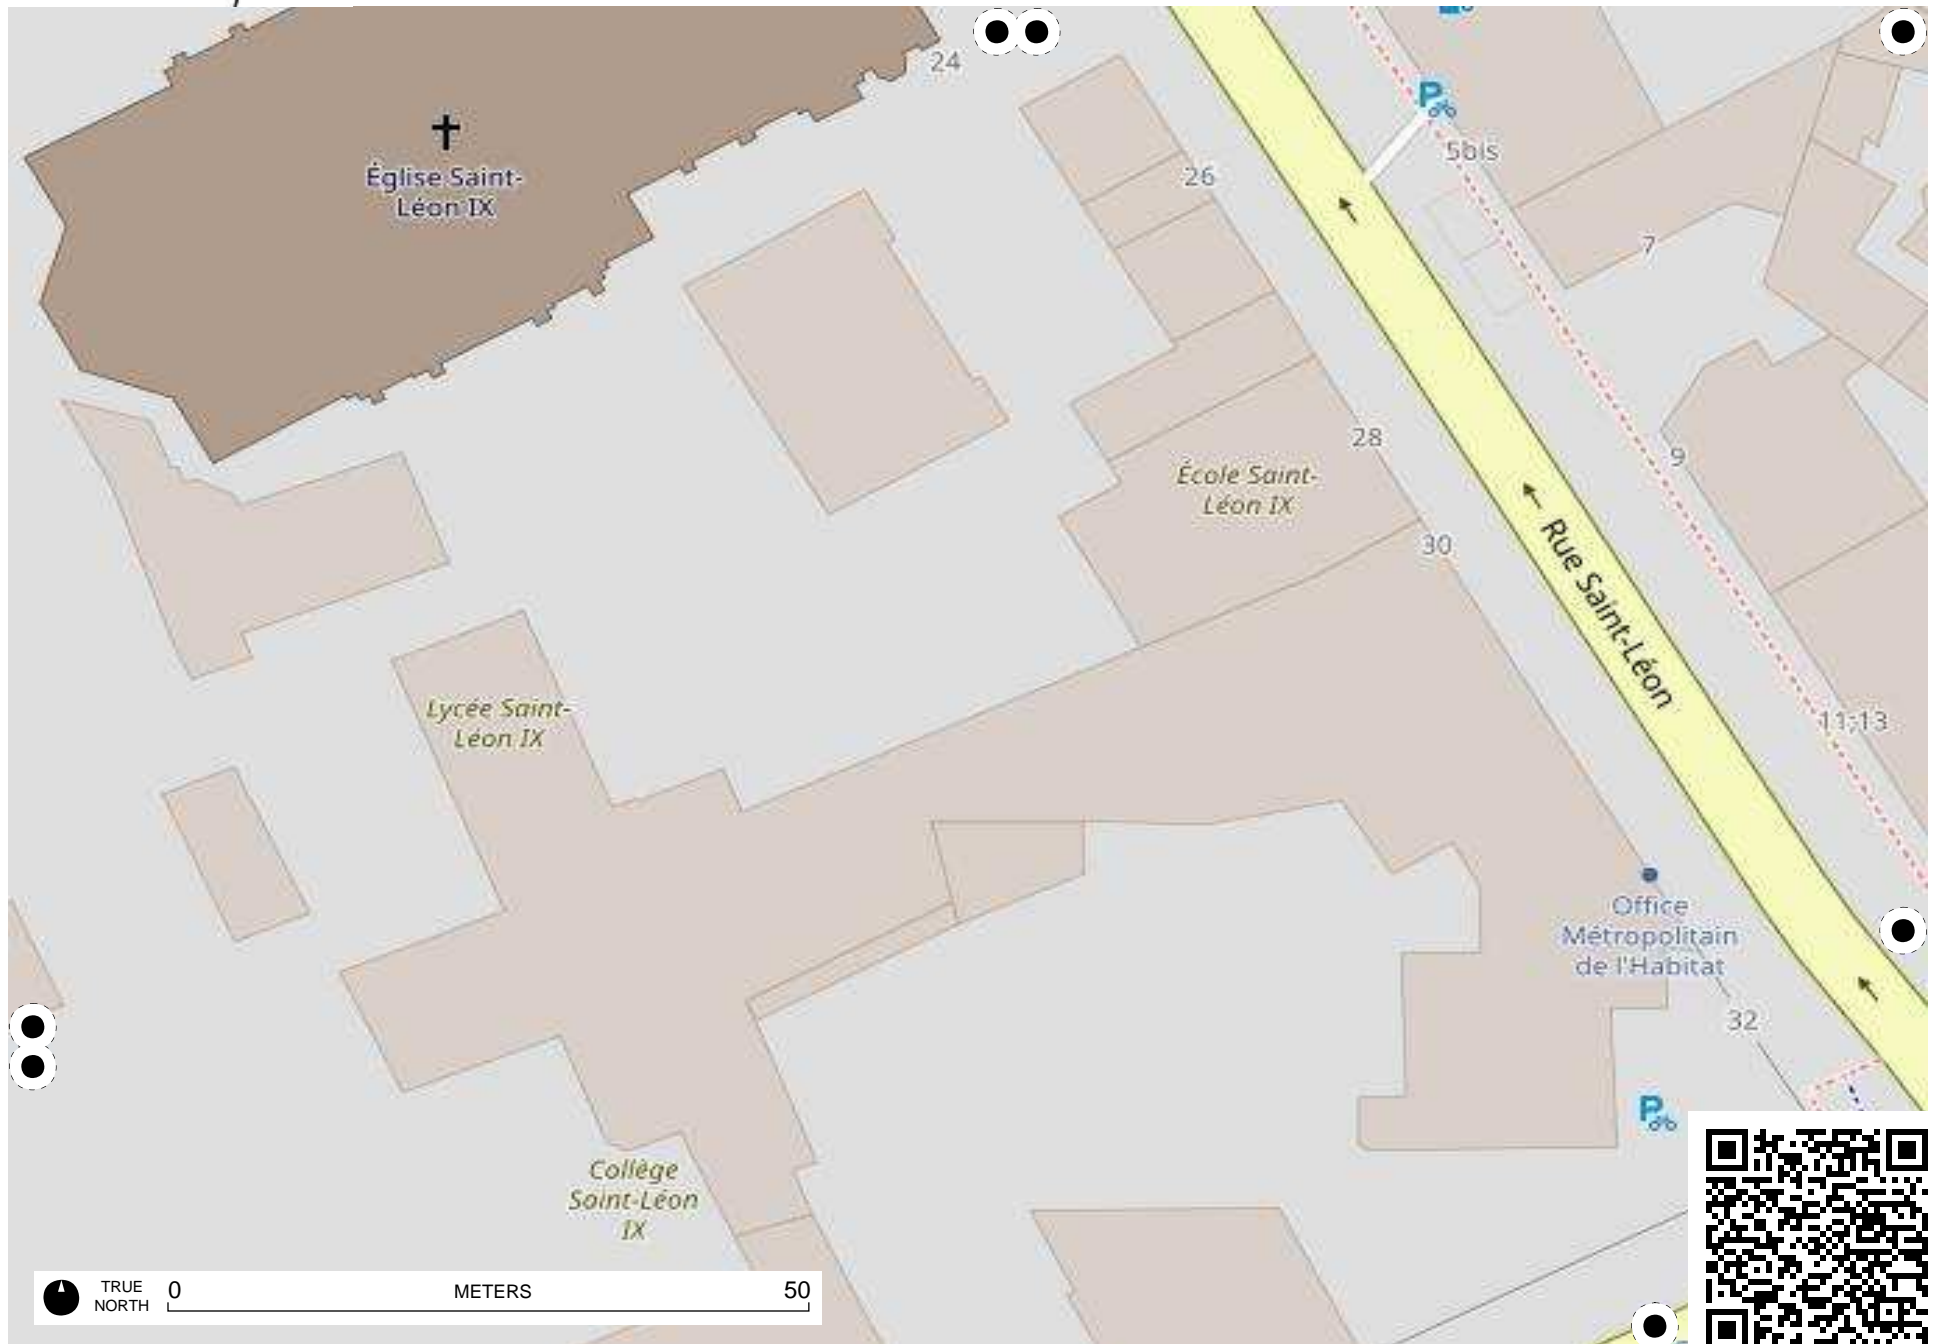 24
Église Saint-
Léon IX
5bis
26
7
28
9
École Saint-
Léon IX
30
Rue Saint-Léon
Lycée Saint-
Léon IX
11;13
Office
Métropolitain
de l'Habitat
32
Collège
Saint-Léon
IX
TRUE
NORTH
0
METERS
50